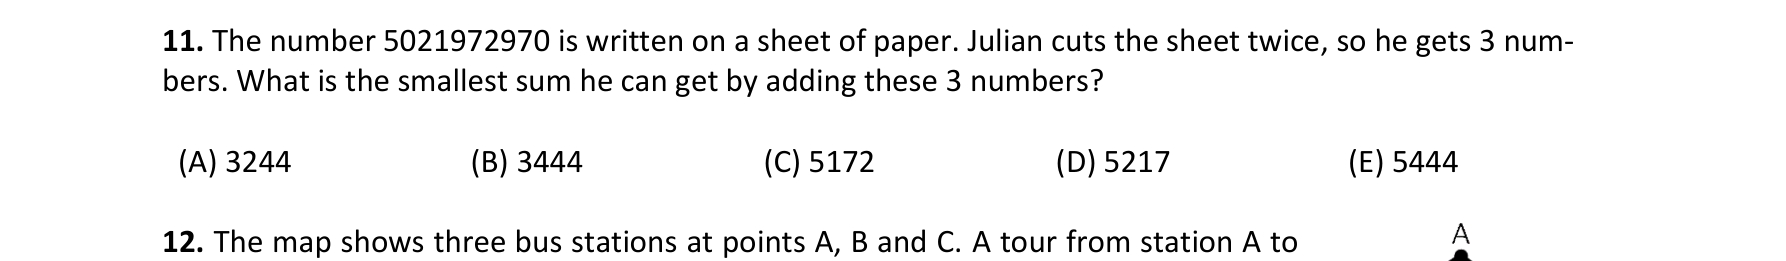 11. The number 5021972970 is written on a sheet of paper. Julian cuts the sheet twice, so he gets 3 num-
bers. What is the smallest sum he can get by adding these 3 numbers?
(A) 3244 (B) 3444 (C) 5172 (D) 5217 (E) 5444
12. The map shows three bus stations at points A, B and C. A tour from station A to
A